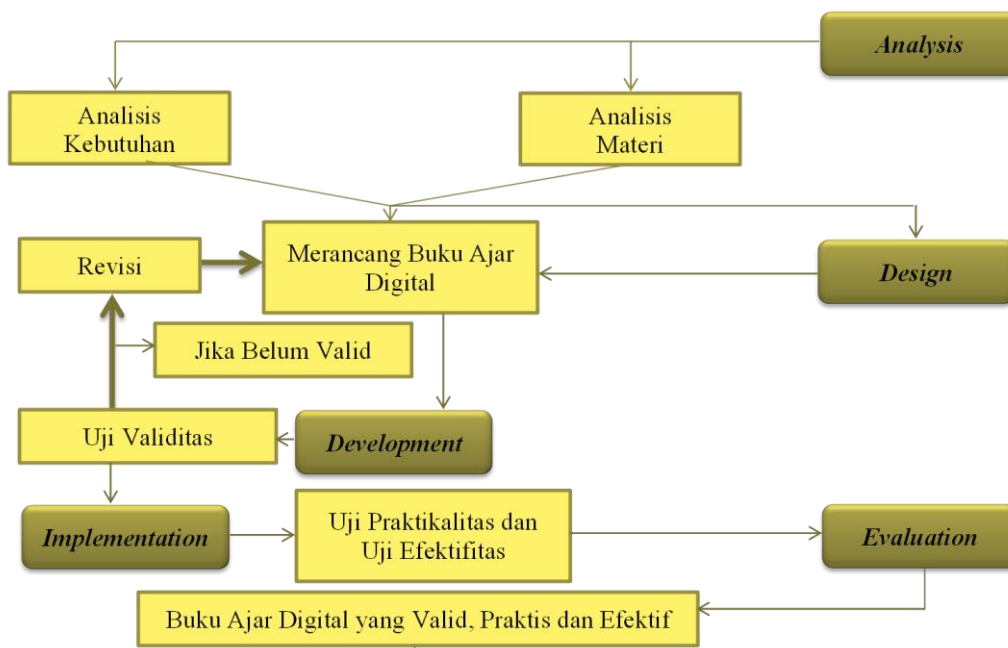 Analysis
Analisis
Kebutuhan
Analisis
Materi
Revisi
Merancang Buku Ajar
Digital
Design
Jika Belum Valid
Uji Validitas
Development
Implementation
Uji Praktikalitas dan
Uji Efektifitas
Evaluation
Buku Ajar Digital yang Valid, Praktis dan Efektif